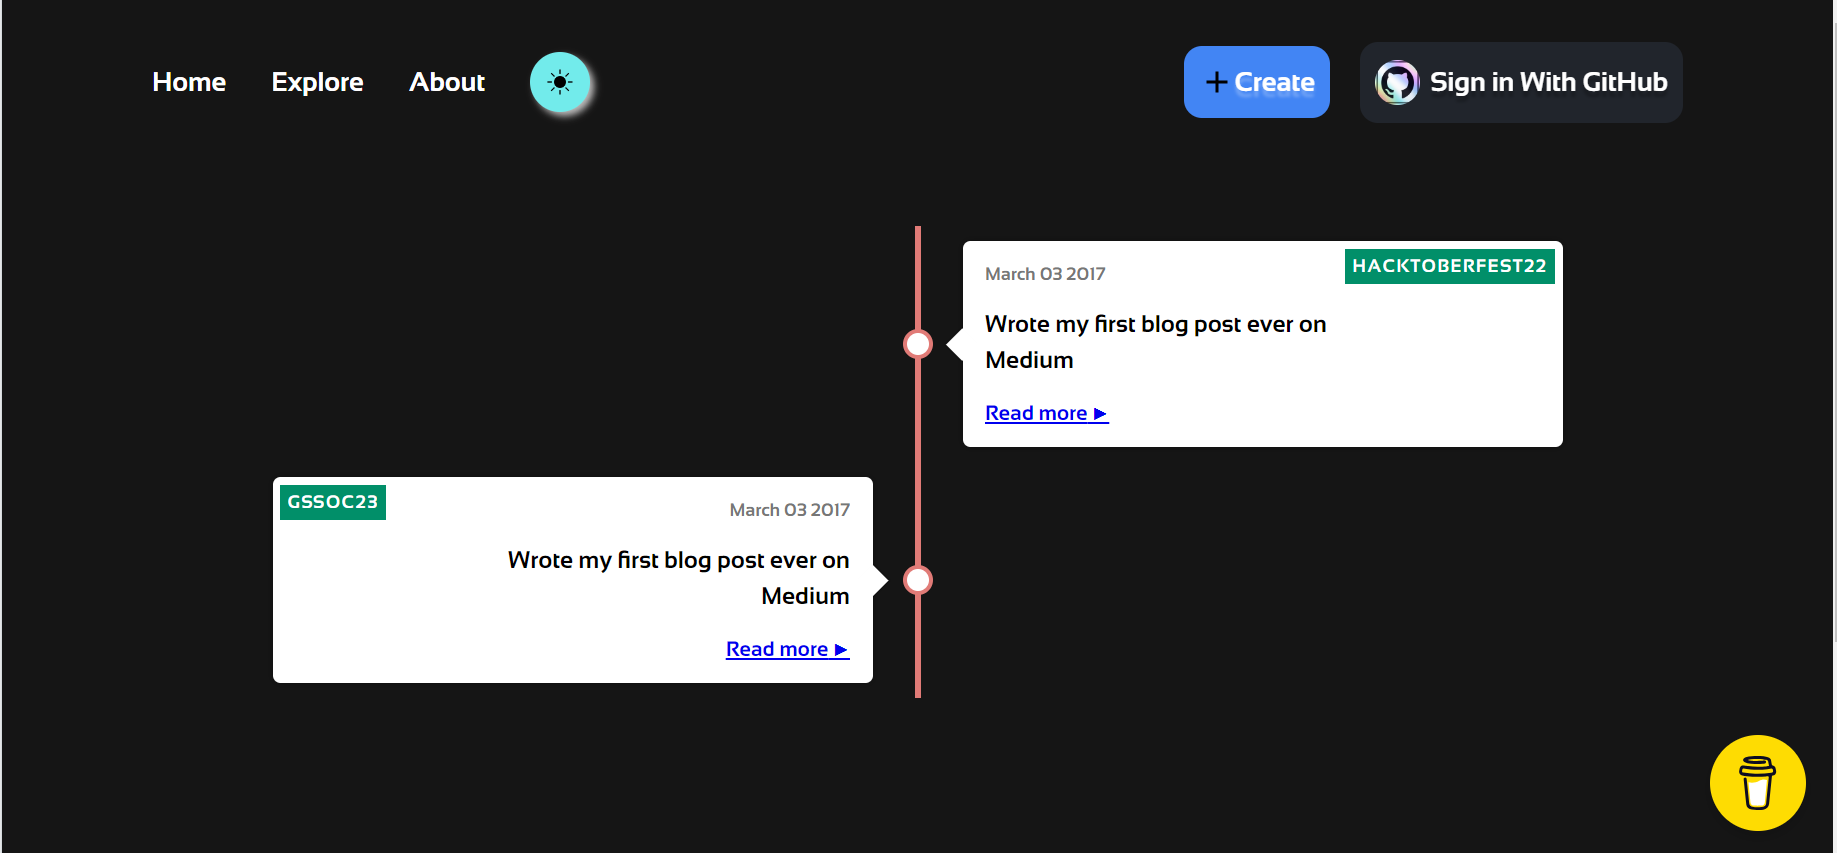 Home Explore About + Create Sign in With GitHub
March 03 2017 HACKTOBERFEST22
Wrote my first blog post ever on
Medium
Read more ►
GSSOC23 March 03 2017
Wrote my first blog post ever on
Medium
Read more ►